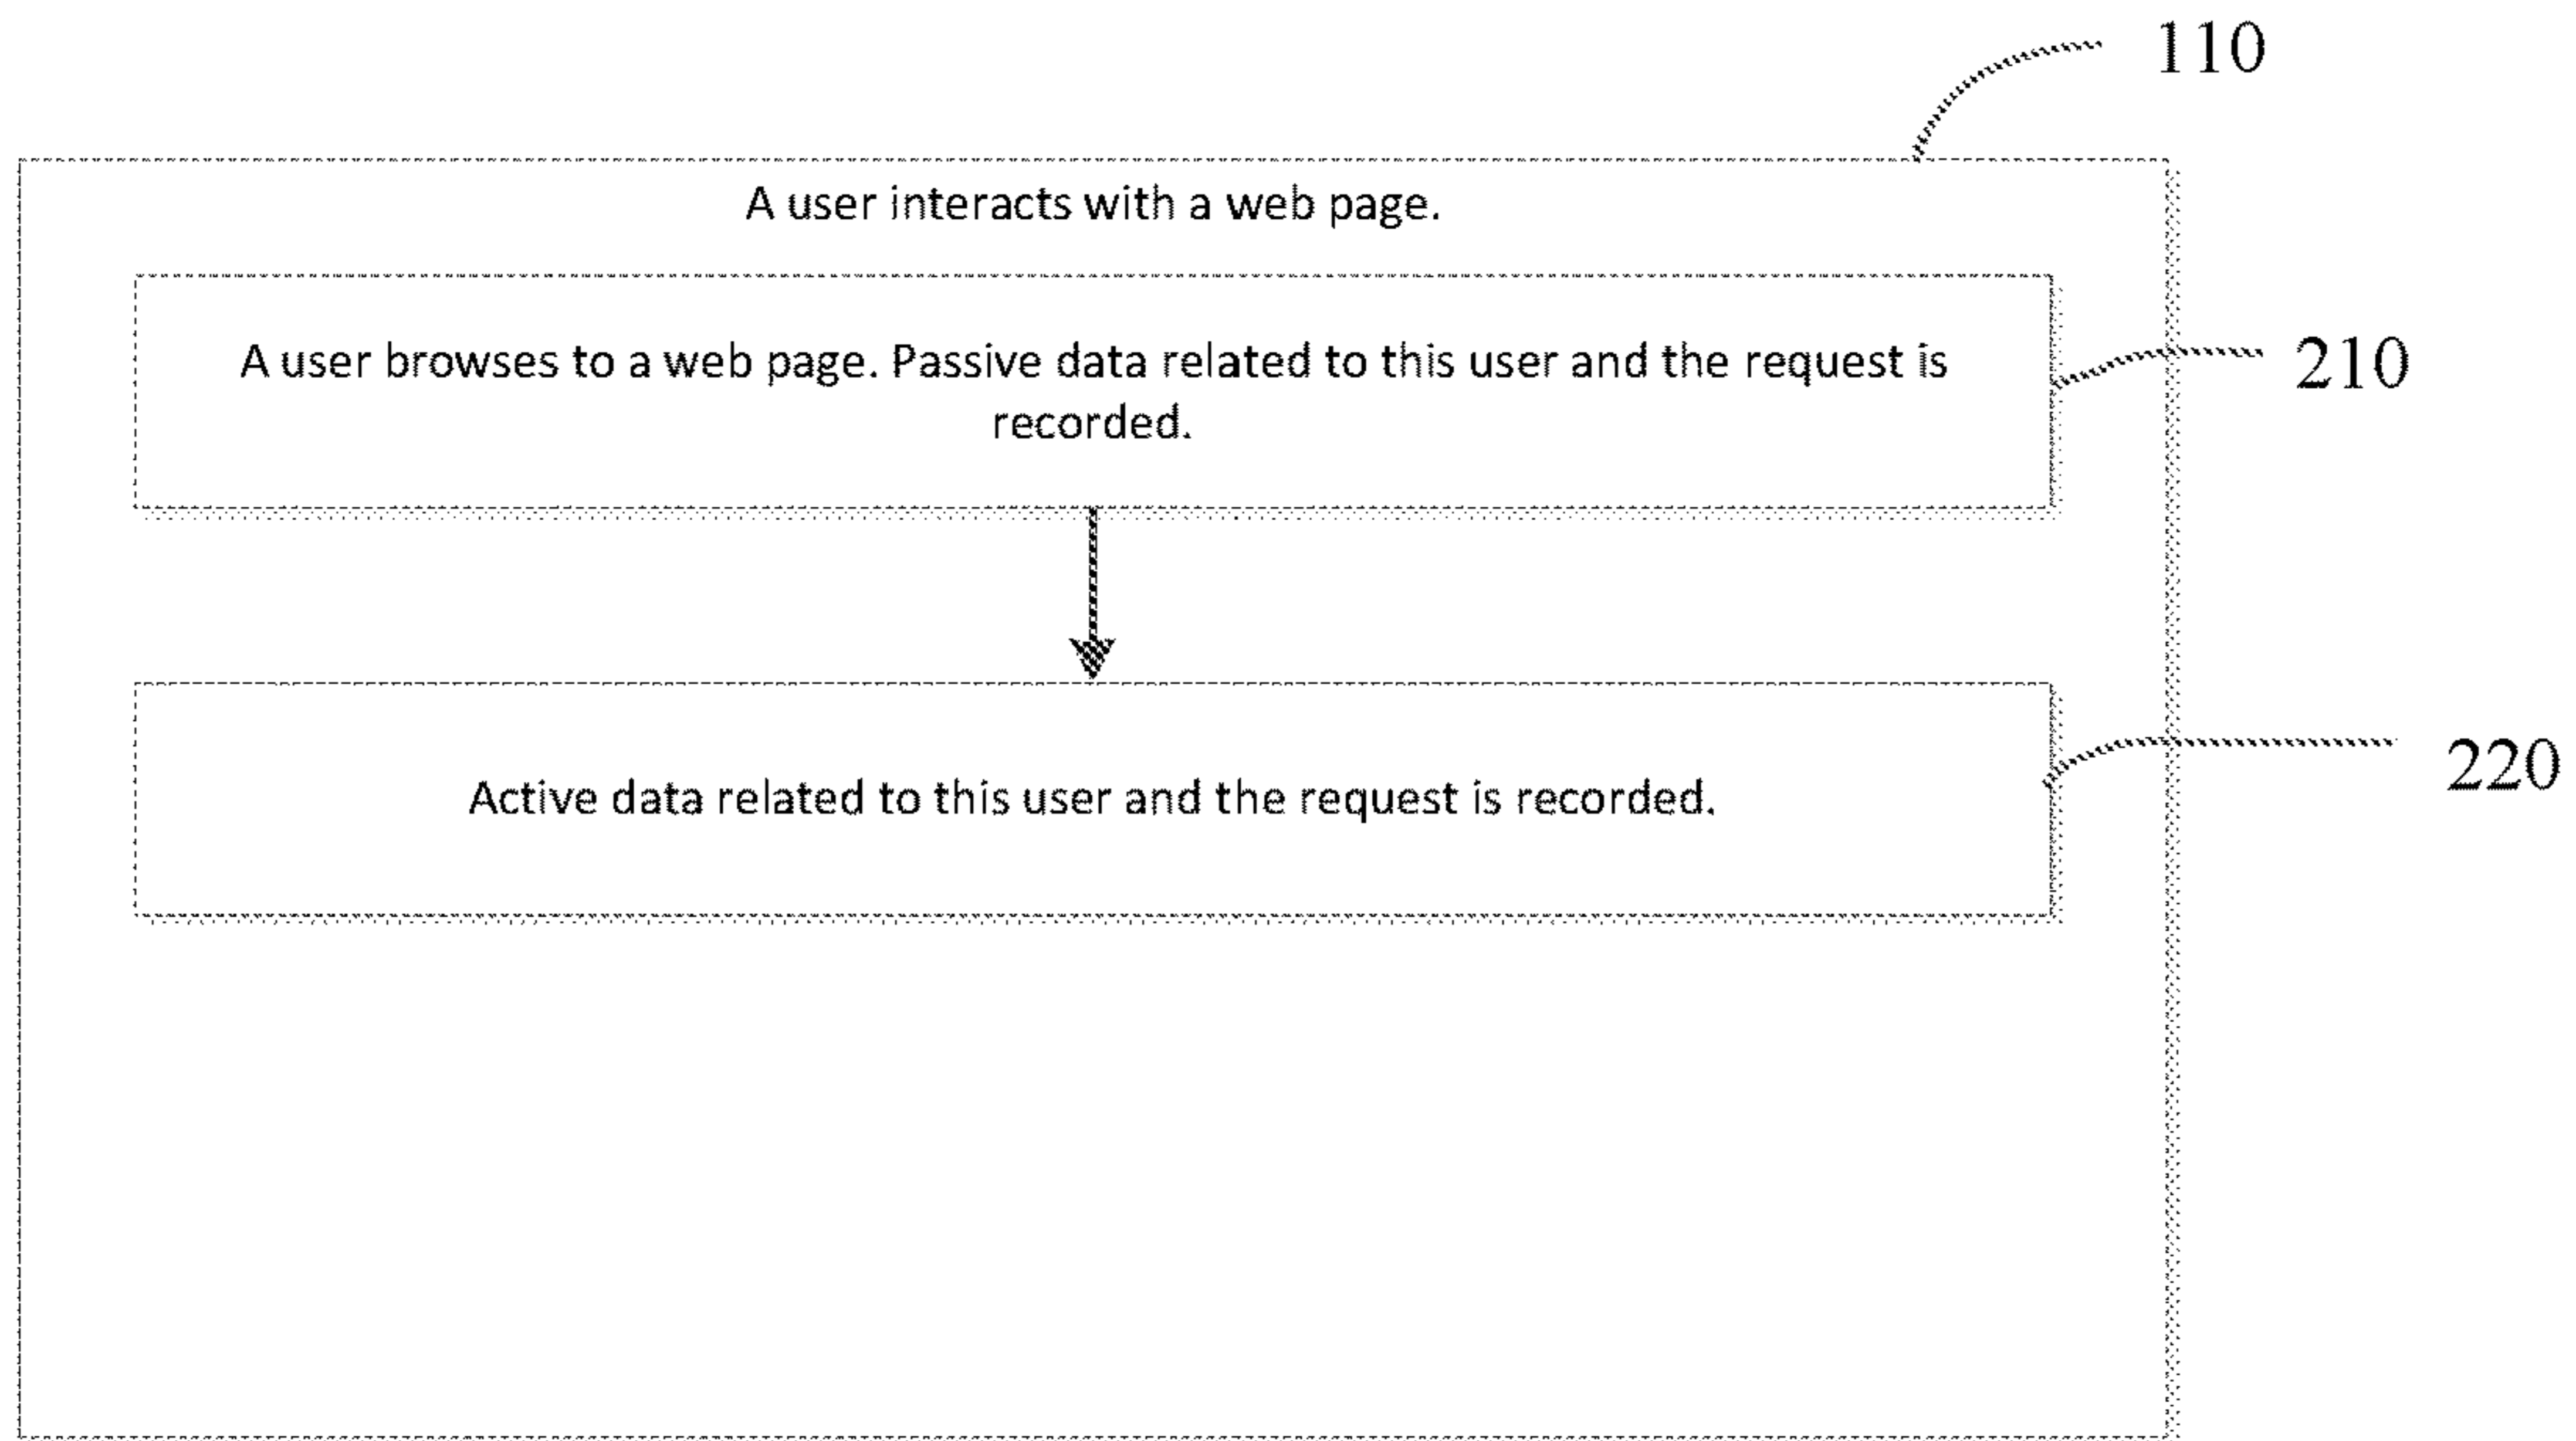 110
A user interacts with a web page.
A user browses to a web page. Passive data related to this user and the request is
recorded.
210
Active data related to this user and the request is recorded.
220